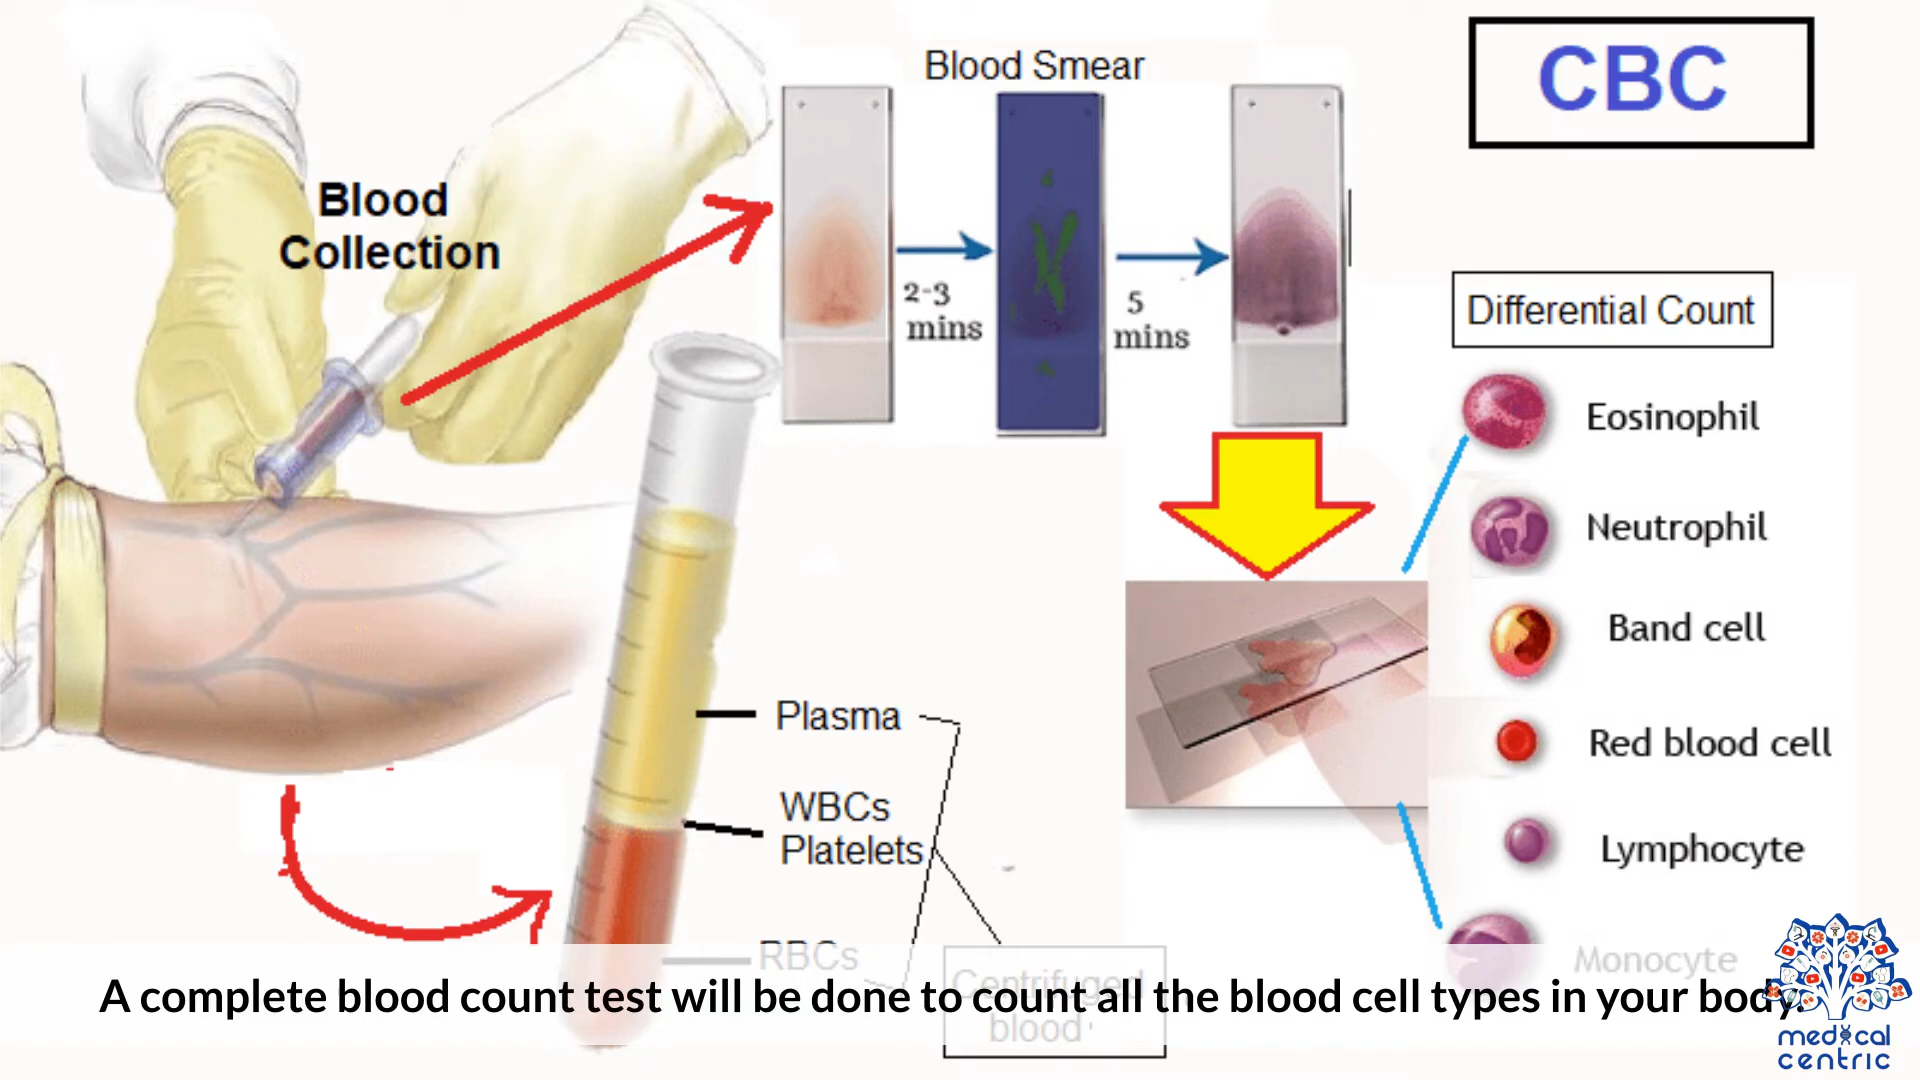 Blood Smear
CBC
Blood
Collection
2-3
mins
5
mins
Differential Count
Eosinophil
Neutrophil
Band cell
Red blood cell
Lymphocyte
Monocyte
Plasma
WBCs
Platelets
RBCs
Centrifuged
blood
A complete blood count test will be done to count all the blood cell types in your body.
medical
centric